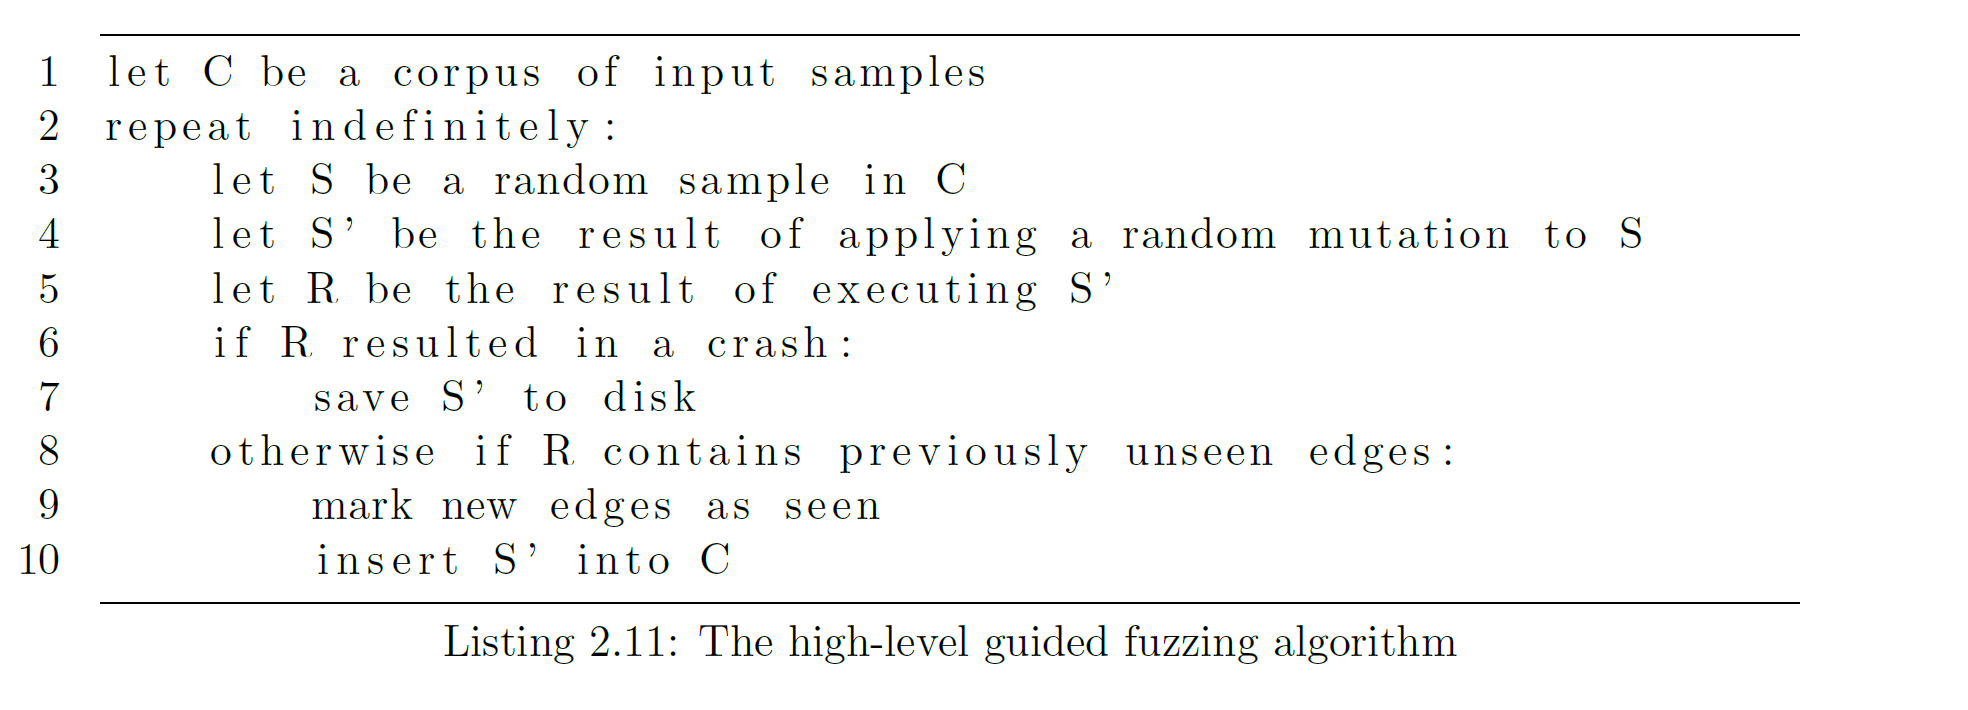 1 let C be a corpus of input samples
2 repeat indefinitely:
3 let S be a random sample in C
4 let S' be the result of applying a random mutation to S
5 let R be the result of executing S'
6 if R resulted in a crash:
7 save S' to disk
8 otherwise if R contains previously unseen edges:
9 mark new edges as seen
10 insert S' into C
Listing 2.11: The high-level guided fuzzing algorithm